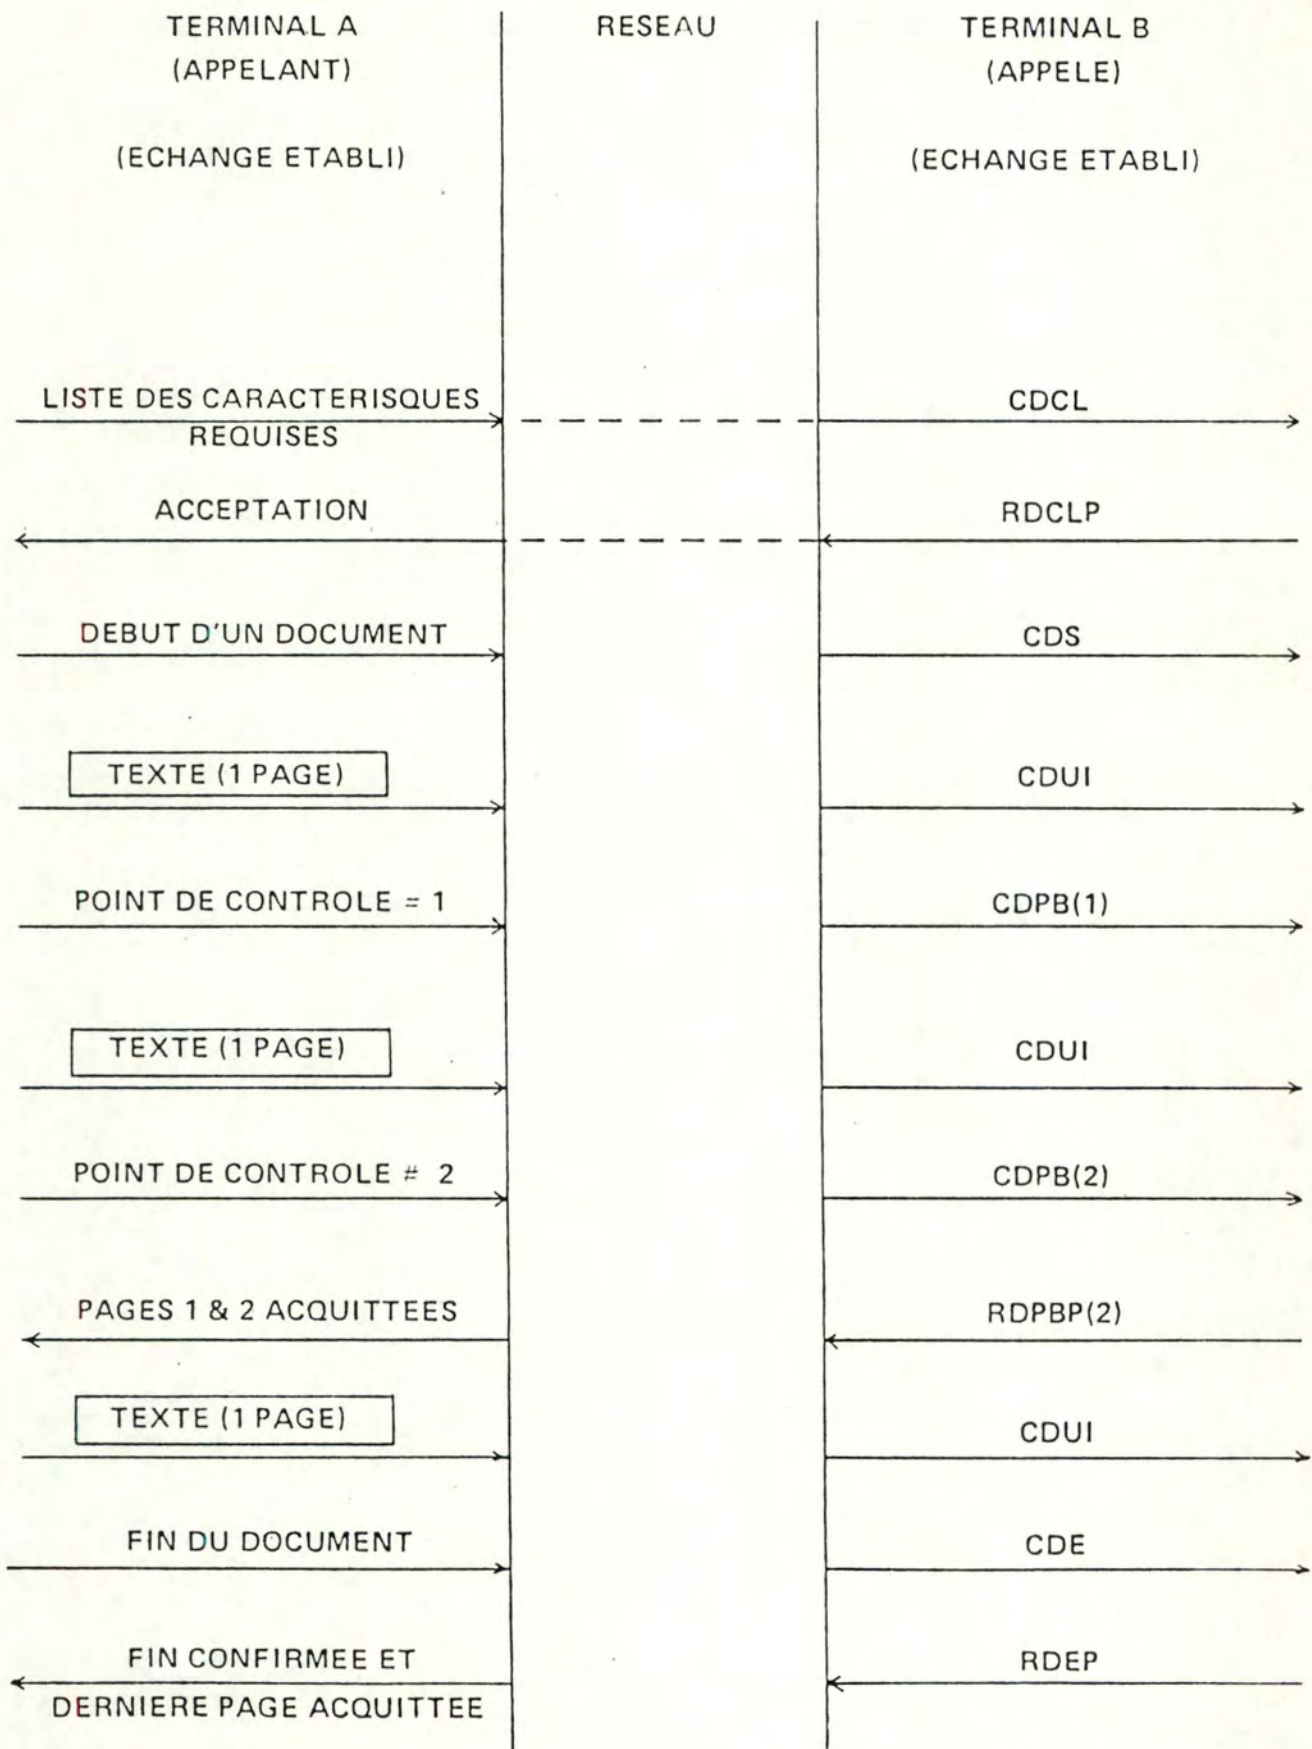 TERMINAL A
(APPELANT)
RESEAU
TERMINAL B
(APPELE)
(ECHANGE ETABLI)
(ECHANGE ETABLI)
LISTE DES CARACTERISQUES
REQUISES
CDCL
ACCEPTATION
RDCLP
DEBUT D'UN DOCUMENT
CDS
TEXTE (1 PAGE)
CDUI
POINT DE CONTROLE = 1
CDPB(1)
TEXTE (1 PAGE)
CDUI
POINT DE CONTROLE # 2
CDPB(2)
PAGES 1 & 2 ACQUITTEES
RDPBP(2)
TEXTE (1 PAGE)
CDUI
FIN DU DOCUMENT
CDE
FIN CONFIRMEE ET
DERNIERE PAGE ACQUITTEE
RDEP